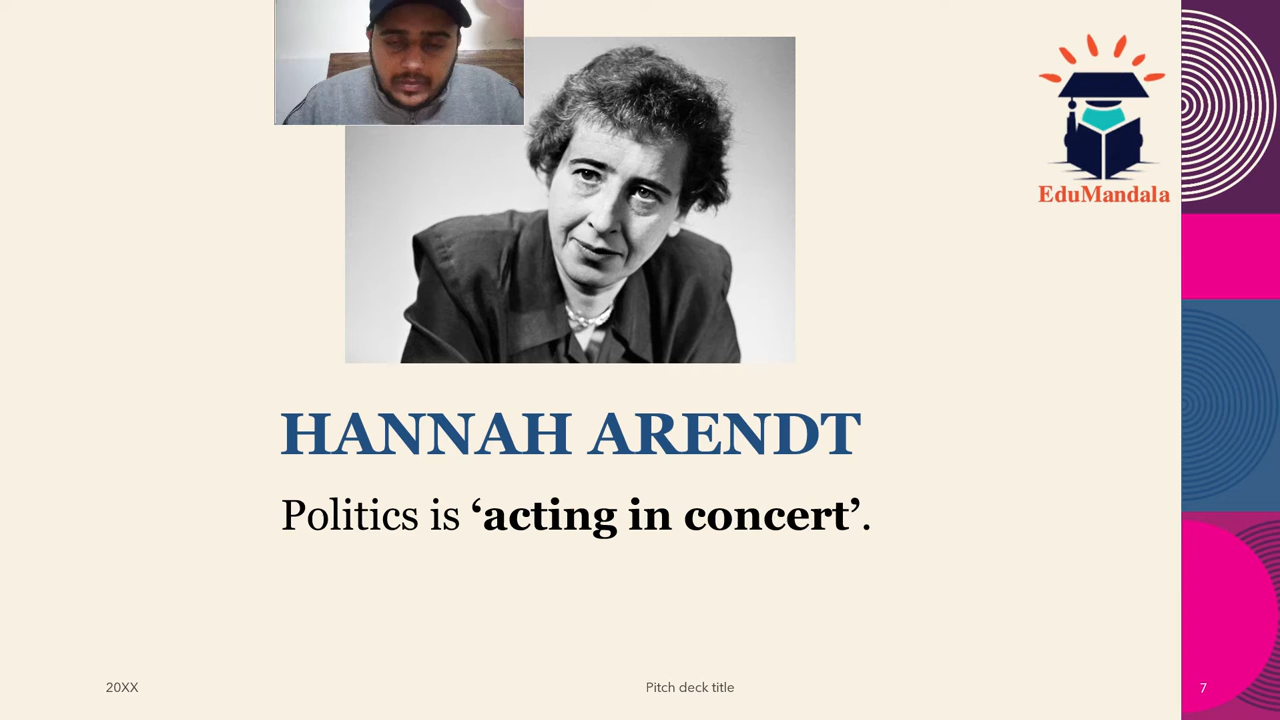 EduMandala
HANNAH ARENDT
Politics is ‘acting in concert’.
20XX
Pitch deck title
7